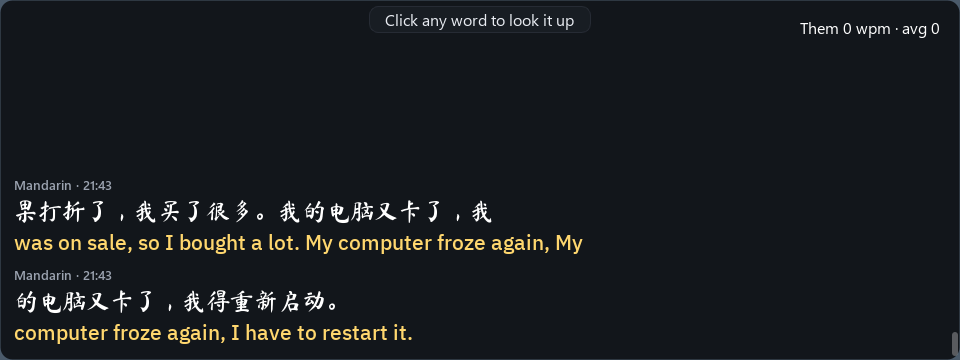 Click any word to look it up
Them 0 wpm · avg 0
Mandarin · 21:43
果打折了，我买了很多。我的电脑又卡了，我
was on sale, so I bought a lot. My computer froze again, My
Mandarin · 21:43
的电脑又卡了，我得重新启动。
computer froze again, I have to restart it.